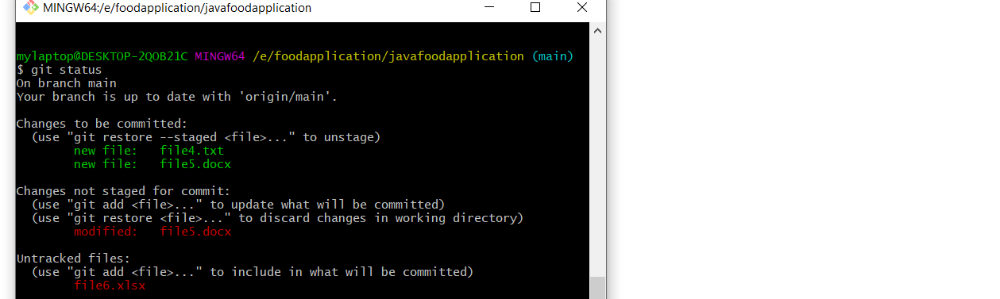 MINGW64:/e/foodapplication/javafoodapplication
mylaptop@DESKTOP-2QOB21C MINGW64 /e/foodapplication/javafoodapplication (main)
$ git status
On branch main
Your branch is up to date with 'origin/main'.
Changes to be committed:
  (use "git restore --staged <file>..." to unstage)
        new file:   file4.txt
        new file:   file5.docx
Changes not staged for commit:
  (use "git add <file>..." to update what will be committed)
  (use "git restore <file>..." to discard changes in working directory)
        modified:   file5.docx
Untracked files:
  (use "git add <file>..." to include in what will be committed)
        file6.xlsx